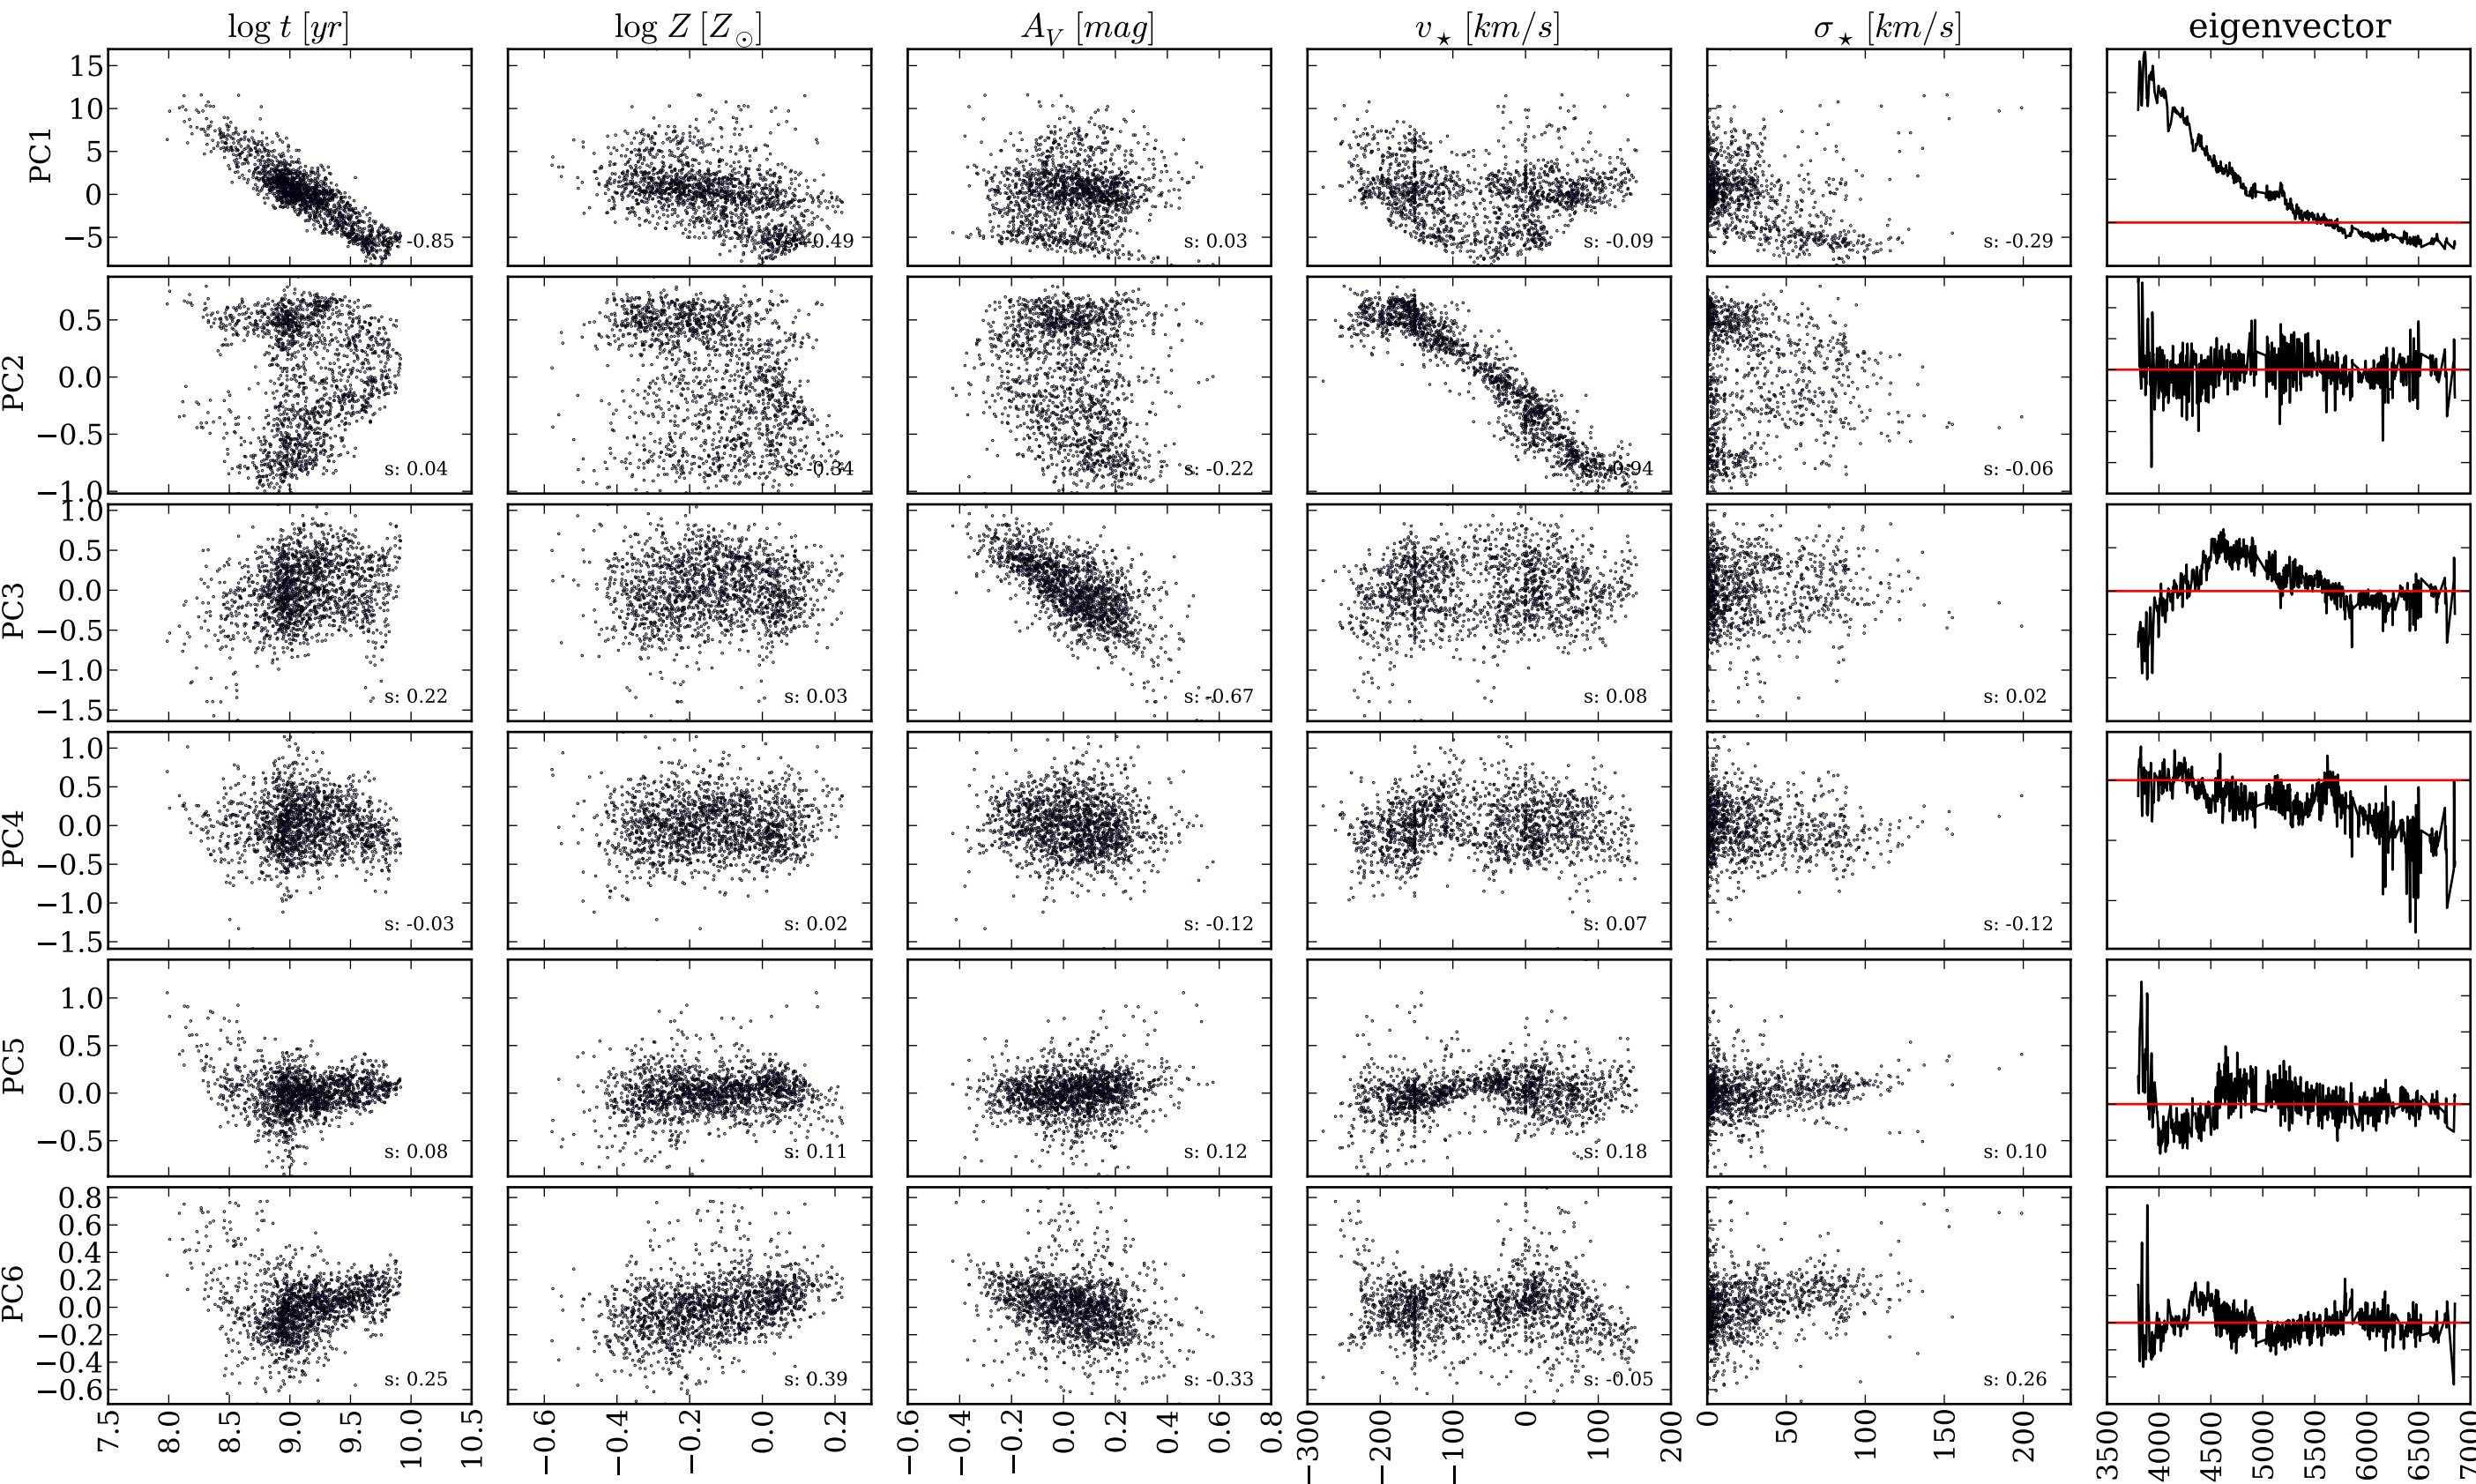 log t [yr] log Z [Z⊙] A_V [mag] v⋆ [km/s] σ⋆ [km/s] eigenvector
PC1
15
10
5
0
−5
-0.85 s: -0.49 s: 0.03 s: -0.09 s: -0.29
PC2
0.5
0.0
−0.5
−1.0
s: 0.04 s: -0.34 s: -0.22 s: -0.94 s: -0.06
PC3
1.0
0.5
0.0
−0.5
−1.0
−1.5
s: 0.22 s: 0.03 s: -0.67 s: 0.08 s: 0.02
PC4
1.0
0.5
0.0
−0.5
−1.0
−1.5
s: -0.03 s: 0.02 s: -0.12 s: 0.07 s: -0.12
PC5
1.0
0.5
0.0
−0.5
s: 0.08 s: 0.11 s: 0.12 s: 0.18 s: 0.10
PC6
0.8
0.6
0.4
0.2
0.0
−0.2
−0.4
−0.6
s: 0.25 s: 0.39 s: -0.33 s: -0.05 s: 0.26
7.5 8.0 8.5 9.0 9.5 10.0 10.5
−0.6 −0.4 −0.2 0.0 0.2
−0.6 −0.4 −0.2 0.0 0.2 0.4 0.6 0.8
−300 −200 −100 0 100 200
0 50 100 150 200
3500 4000 4500 5000 5500 6000 6500